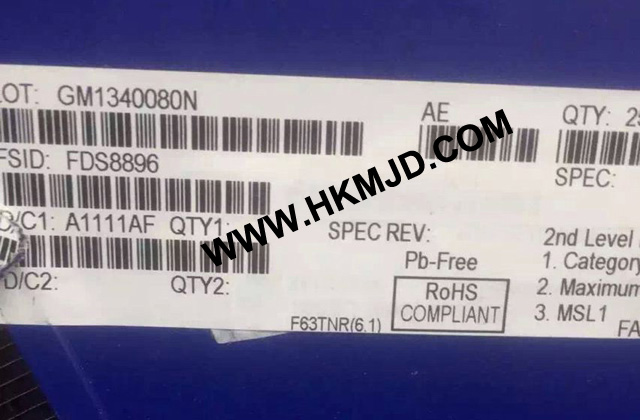 LOT: GM1340080N
AE
QTY: 25
FSID: FDS8896
SPEC:
D/C1: A1111AF QTY1:
SPEC REV:
2nd Level
Pb-Free
1. Category
D/C2:
QTY2:
RoHS
COMPLIANT
2. Maximum
3. MSL1
F63TNR(6,1)
FA
WWW.HKMJD.COM